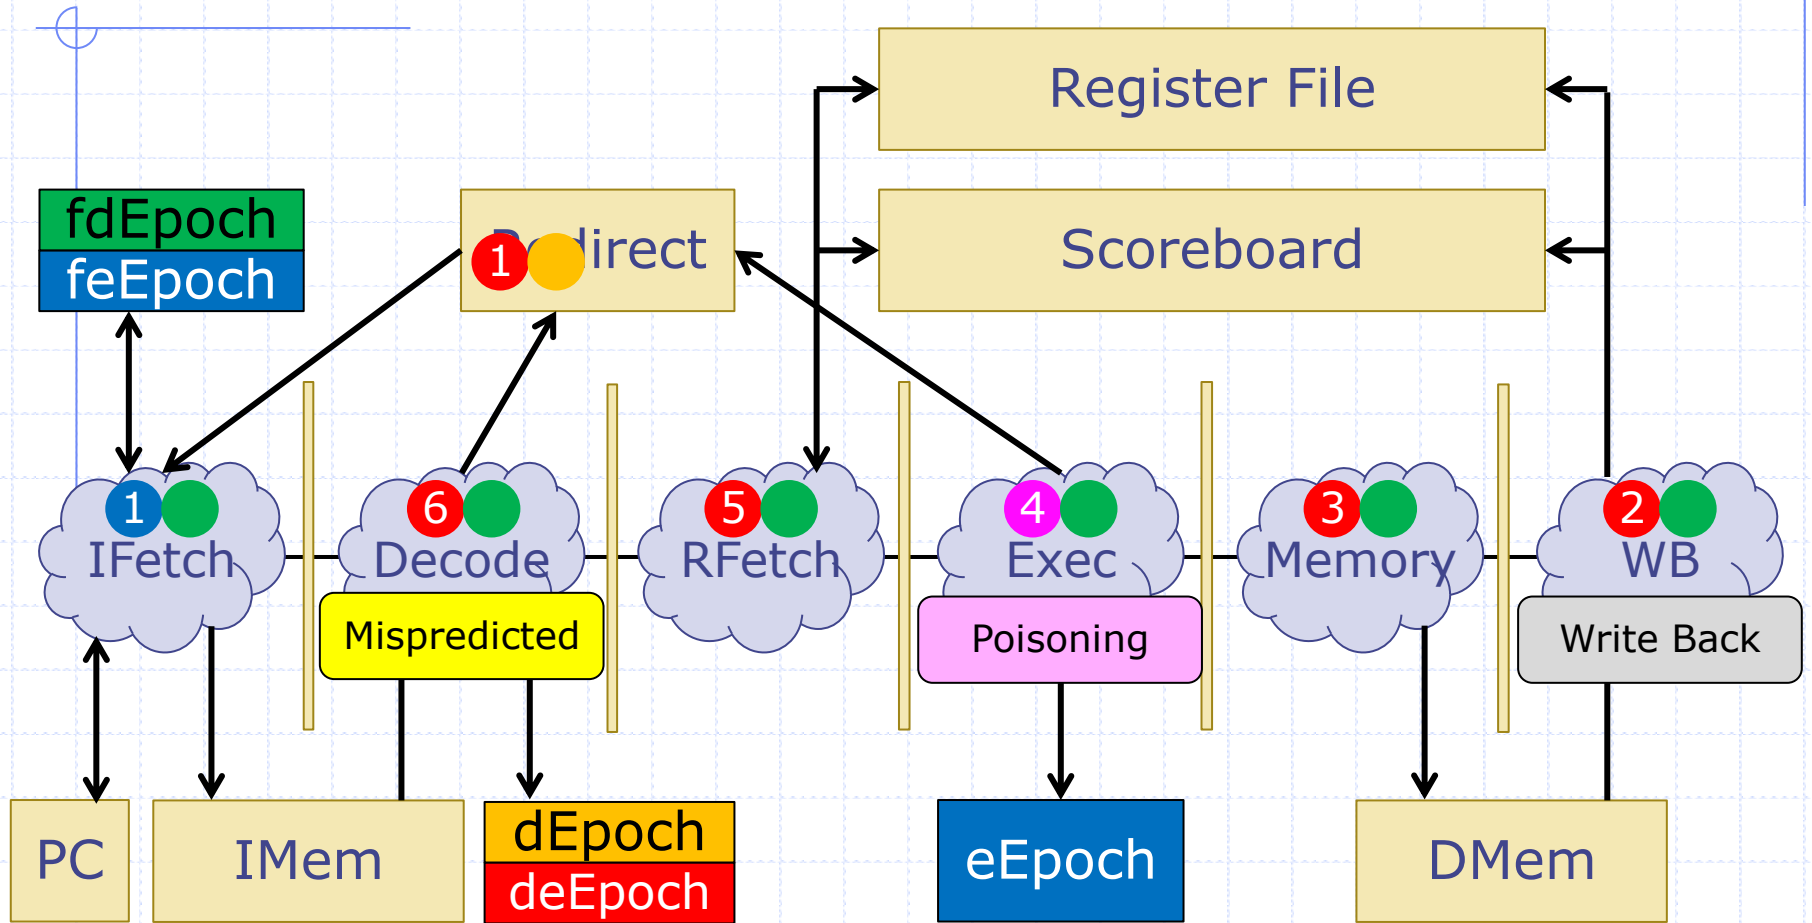 Register File
fdEpoch
feEpoch
1
direct
Scoreboard
1
IFetch
6
Decode
5
RFetch
4
Exec
3
Memory
2
WB
Mispredicted
Poisoning
Write Back
PC
IMem
dEpoch
deEpoch
eEpoch
DMem